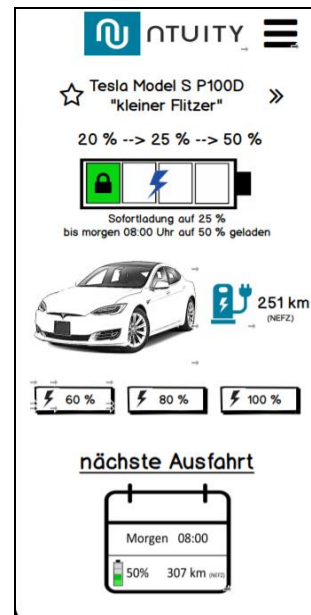 NTUITY
Tesla Model S P100D
"kleiner Flitzer"
20 % --> 25 % --> 50 %
Sofortladung auf 25 %
bis morgen 08:00 Uhr auf 50 % geladen
251 km
(NEFZ)
60 %
80 %
100 %
nächste Ausfahrt
Morgen 08:00
50% 307 km (NEFZ)